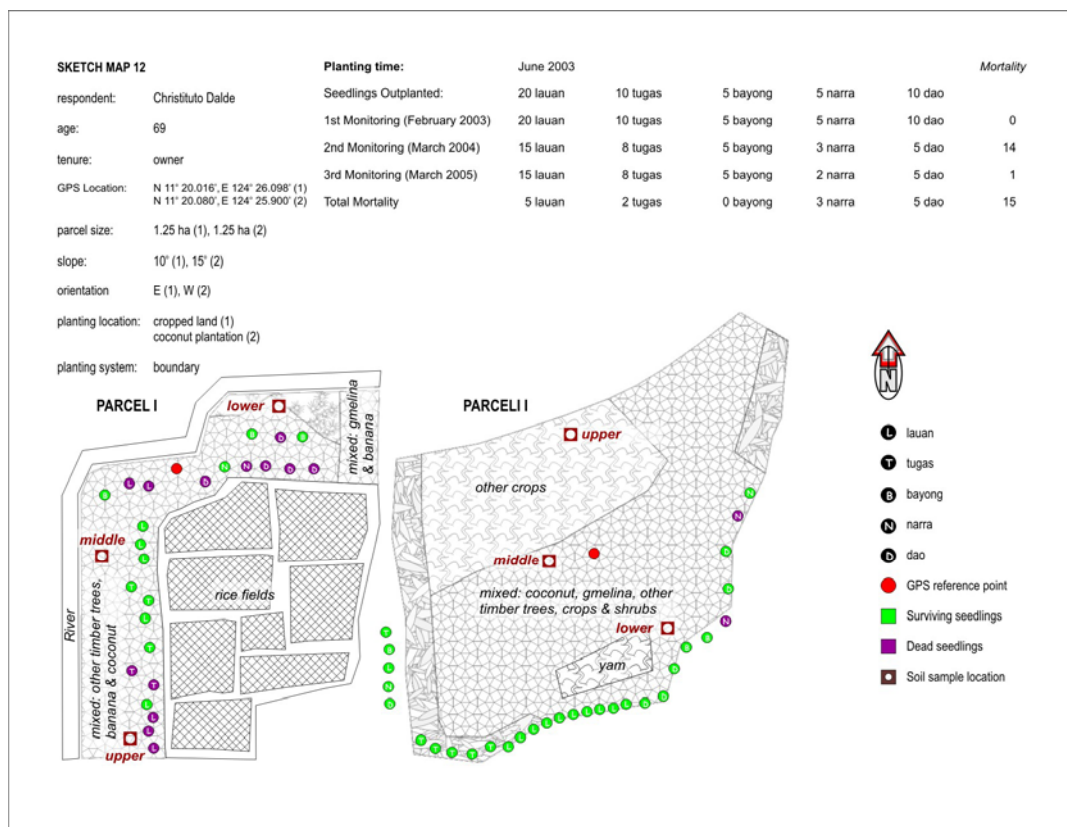 SKETCH MAP 12
respondent: Christituto Dalde
age: 69
tenure: owner
GPS Location: N 11° 20.016', E 124° 26.098' (1)
N 11° 20.080', E 124° 25.900' (2)
parcel size: 1.25 ha (1), 1.25 ha (2)
slope: 10° (1), 15° (2)
orientation E (1), W (2)
planting location: cropped land (1)
coconut plantation (2)
planting system: boundary
Planting time: June 2003 Mortality
Seedlings Outplanted: 20 lauan 10 tugas 5 bayong 5 narra 10 dao
1st Monitoring (February 2003) 20 lauan 10 tugas 5 bayong 5 narra 10 dao 0
2nd Monitoring (March 2004) 15 lauan 8 tugas 5 bayong 3 narra 5 dao 14
3rd Monitoring (March 2005) 15 lauan 8 tugas 5 bayong 2 narra 5 dao 1
Total Mortality 5 lauan 2 tugas 0 bayong 3 narra 5 dao 15
PARCEL I
lower
mixed: gmelina
& banana
middle
River
mixed: other timber trees,
banana & coconut
rice fields
upper
PARCELI I
upper
other crops
middle
mixed: coconut, gmelina, other
timber trees, crops & shrubs
lower
yam
N
L lauan
T tugas
B bayong
N narra
D dao
GPS reference point
Surviving seedlings
Dead seedlings
Soil sample location